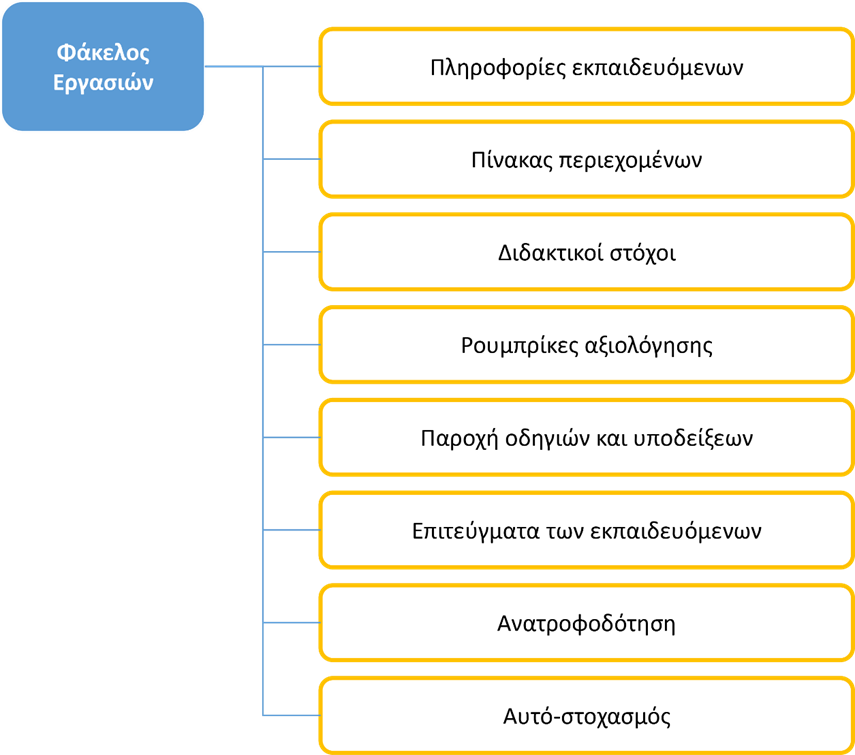 Φάκελος
Εργασιών
Πληροφορίες εκπαιδευόμενων
Πίνακας περιεχομένων
Διδακτικοί στόχοι
Ρουμπρίκες αξιολόγησης
Παροχή οδηγιών και υποδείξεων
Επιτεύγματα των εκπαιδευόμενων
Ανατροφοδότηση
Αυτό-στοχασμός